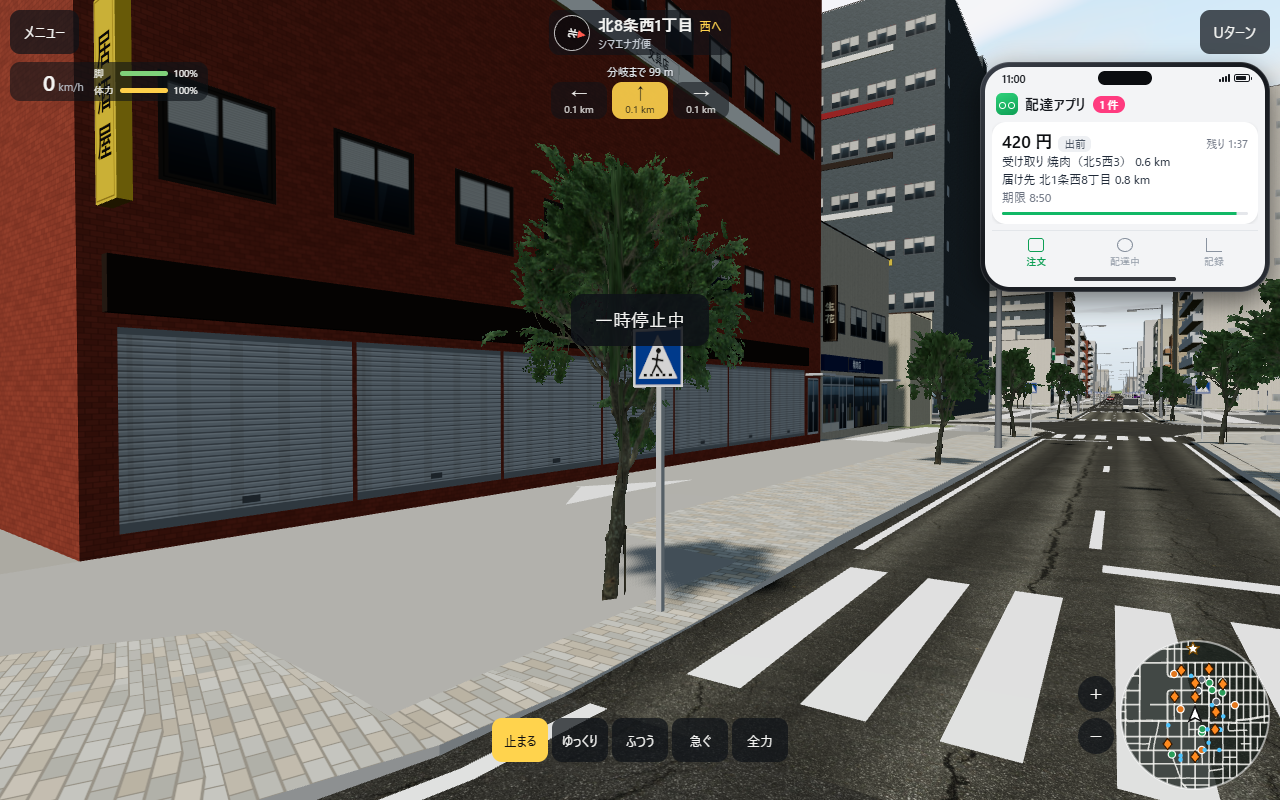 メニュー
0 km/h
脚 100%
体力 100%
居酒屋
北8条西1丁目 西へ
シマエナガ便
分岐まで 99 m
← 0.1 km
↑ 0.1 km
→ 0.1 km
Uターン
11:00
配達アプリ 1件
420 円 出前 残り 1:37
受け取り 焼肉（北5西3） 0.6 km
届け先 北1条西8丁目 0.8 km
期限 8:50
注文 配達中 記録
一時停止中
生花
止まる ゆっくり ふつう 急ぐ 全力
+
−